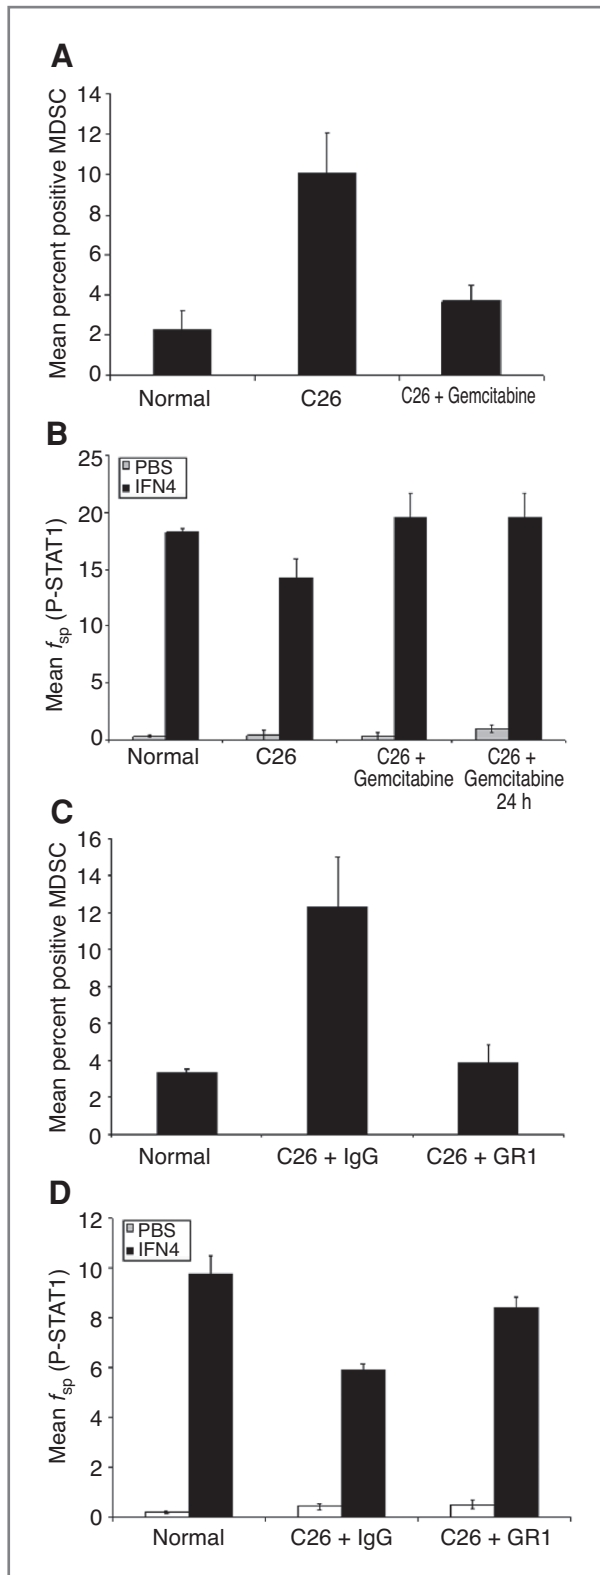 A
Mean percent positive MDSC
14
12
10
8
6
4
2
0
Normal C26 C26 + Gemcitabine
B
Mean fsp (P-STAT1)
25
20
15
10
5
0
PBS
IFN4
Normal C26 C26 + Gemcitabine C26 + Gemcitabine 24 h
C
Mean percent positive MDSC
16
14
12
10
8
6
4
2
0
Normal C26 + IgG C26 + GR1
D
Mean fsp (P-STAT1)
12
10
8
6
4
2
0
PBS
IFN4
Normal C26 + IgG C26 + GR1